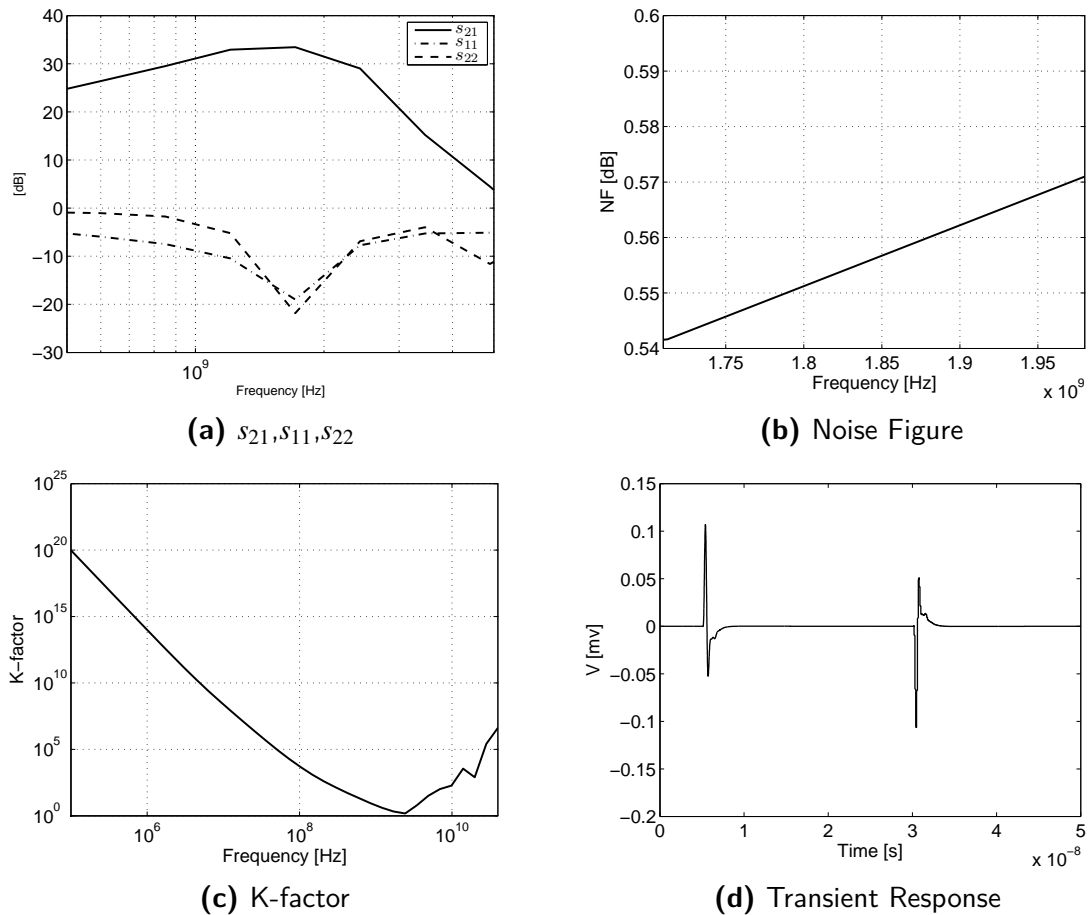 40
30
20
10
0
−10
−20
−30
[dB]
s21
s11
s22
10^9
Frequency [Hz]
(a) s21,s11,s22
0.6
0.59
0.58
0.57
0.56
0.55
0.54
NF [dB]
1.75 1.8 1.85 1.9 1.95
Frequency [Hz]
x 10^9
(b) Noise Figure
10^25
10^20
10^15
10^10
10^5
10^0
K−factor
10^6 10^8 10^10
Frequency [Hz]
(c) K-factor
0.15
0.1
0.05
0
−0.05
−0.1
−0.15
−0.2
V [mv]
0 1 2 3 4 5
Time [s]
x 10^−8
(d) Transient Response